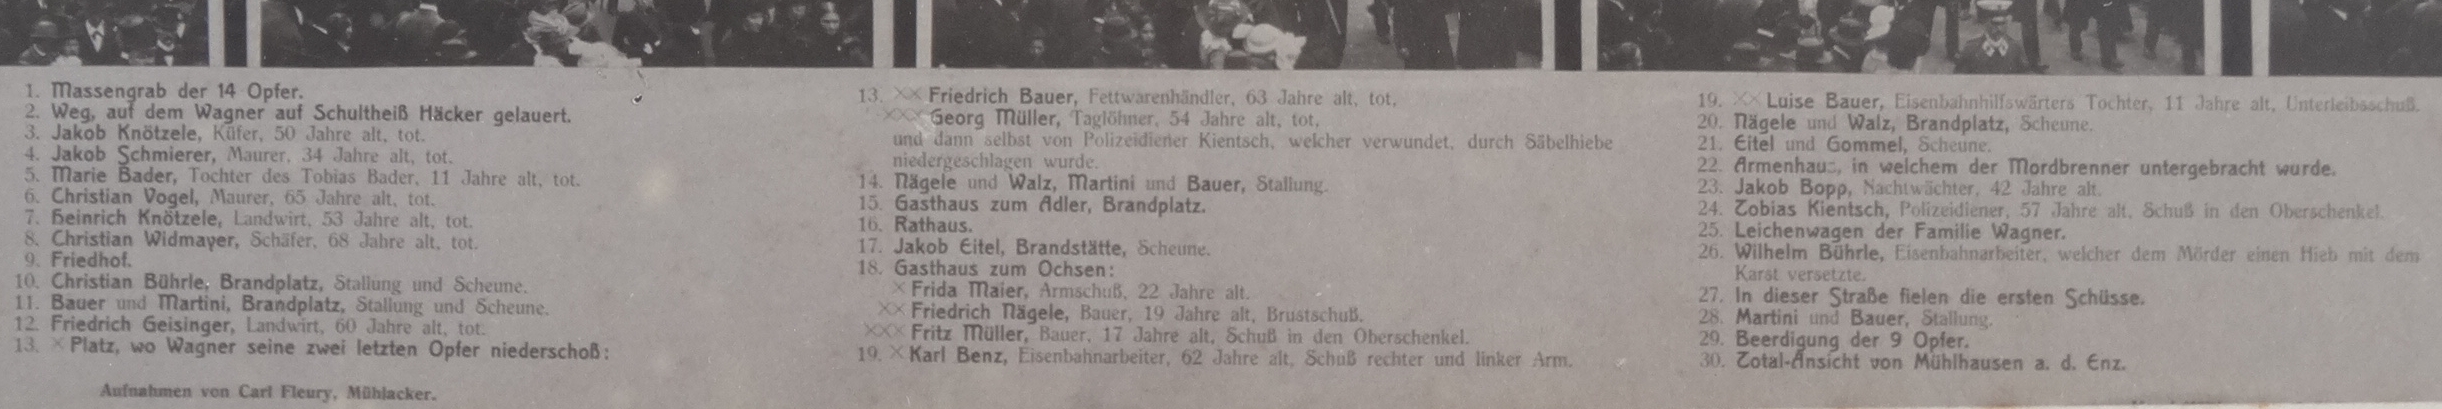 1. Massengrab der 14 Opfer.
2. Weg, auf dem Wagner auf Schultheiß Häcker gelauert.
3. Jakob Knötzele, Küfer, 50 Jahre alt, tot.
4. Jakob Schmierer, Maurer, 34 Jahre alt, tot.
5. Marie Bader, Tochter des Tobias Bader, 11 Jahre alt, tot.
6. Christian Vogel, Maurer, 65 Jahre alt, tot.
7. Heinrich Knötzele, Landwirt, 53 Jahre alt, tot.
8. Christian Widmayer, Schäfer, 68 Jahre alt, tot.
9. Friedhof.
10. Christian Bührle, Brandplatz, Stallung und Scheune.
11. Bauer und Martini, Brandplatz, Stallung und Scheune.
12. Friedrich Geisinger, Landwirt, 60 Jahre alt, tot.
13. × Platz, wo Wagner seine zwei letzten Opfer niederschoß:
Aufnahmen von Carl Fleury, Mühlacker.
13. ×× Friedrich Bauer, Fettwarenhändler, 63 Jahre alt, tot,
××× Georg Müller, Taglöhner, 54 Jahre alt, tot,
und dann selbst von Polizeidiener Kientsch, welcher verwundet, durch Säbelhiebe
niedergeschlagen wurde.
14. Nägele und Walz, Martini und Bauer, Stallung.
15. Gasthaus zum Adler, Brandplatz.
16. Rathaus.
17. Jakob Eitel, Brandstätte, Scheune.
18. Gasthaus zum Ochsen:
× Frida Maier, Armschuß, 22 Jahre alt.
×× Friedrich Nägele, Bauer, 19 Jahre alt, Brustschuß.
××× Fritz Müller, Bauer, 17 Jahre alt, Schuß in den Oberschenkel.
19. × Karl Benz, Eisenbahnarbeiter, 62 Jahre alt, Schuß rechter und linker Arm.
19. ×× Luise Bauer, Eisenbahnhilfswärters Tochter, 11 Jahre alt, Unterleibsschuß.
20. Nägele und Walz, Brandplatz, Scheune.
21. Eitel und Gommel, Scheune.
22. Armenhaus, in welchem der Mordbrenner untergebracht wurde.
23. Jakob Bopp, Nachtwächter, 42 Jahre alt.
24. Tobias Kientsch, Polizeidiener, 57 Jahre alt, Schuß in den Oberschenkel.
25. Leichenwagen der Familie Wagner.
26. Wilhelm Bührle, Eisenbahnarbeiter, welcher dem Mörder einen Hieb mit dem
Karst versetzte.
27. In dieser Straße fielen die ersten Schüsse.
28. Martini und Bauer, Stallung.
29. Beerdigung der 9 Opfer.
30. Total-Ansicht von Mühlhausen a. d. Enz.